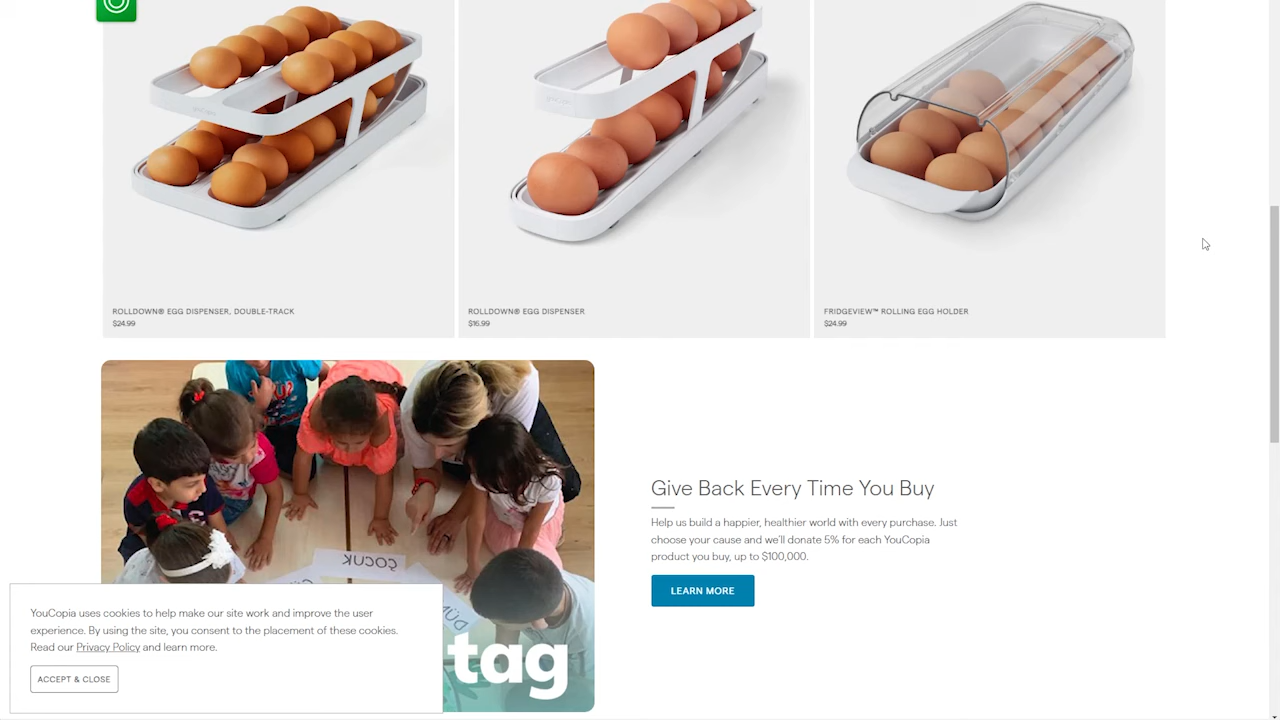 ROLLDOWN® EGG DISPENSER, DOUBLE-TRACK
$24.99
ROLLDOWN® EGG DISPENSER
$16.99
FRIDGEVIEW™ ROLLING EGG HOLDER
$24.99
ÇOCUK
tag
Give Back Every Time You Buy
Help us build a happier, healthier world with every purchase. Just
choose your cause and we'll donate 5% for each YouCopia
product you buy, up to $100,000.
LEARN MORE
YouCopia uses cookies to help make our site work and improve the user
experience. By using the site, you consent to the placement of these cookies.
Read our Privacy Policy and learn more.
ACCEPT & CLOSE